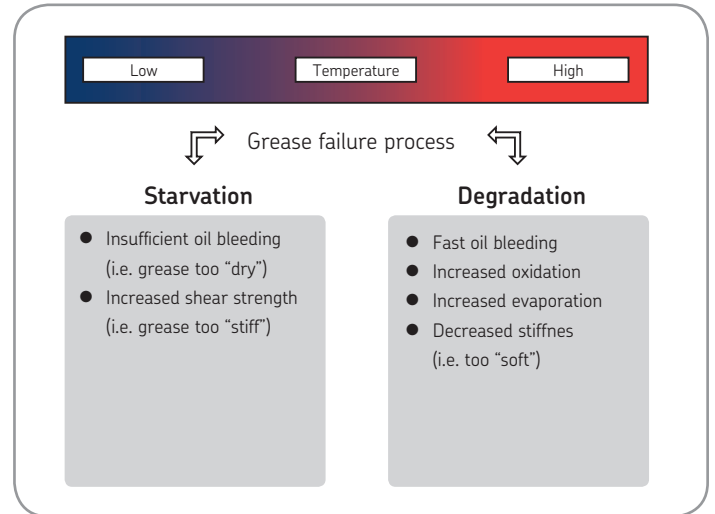 Low
Temperature
High
Grease failure process
Starvation
● Insufficient oil bleeding
(i.e. grease too “dry”)
● Increased shear strength
(i.e. grease too “stiff”)
Degradation
● Fast oil bleeding
● Increased oxidation
● Increased evaporation
● Decreased stiffnes
(i.e. too “soft”)